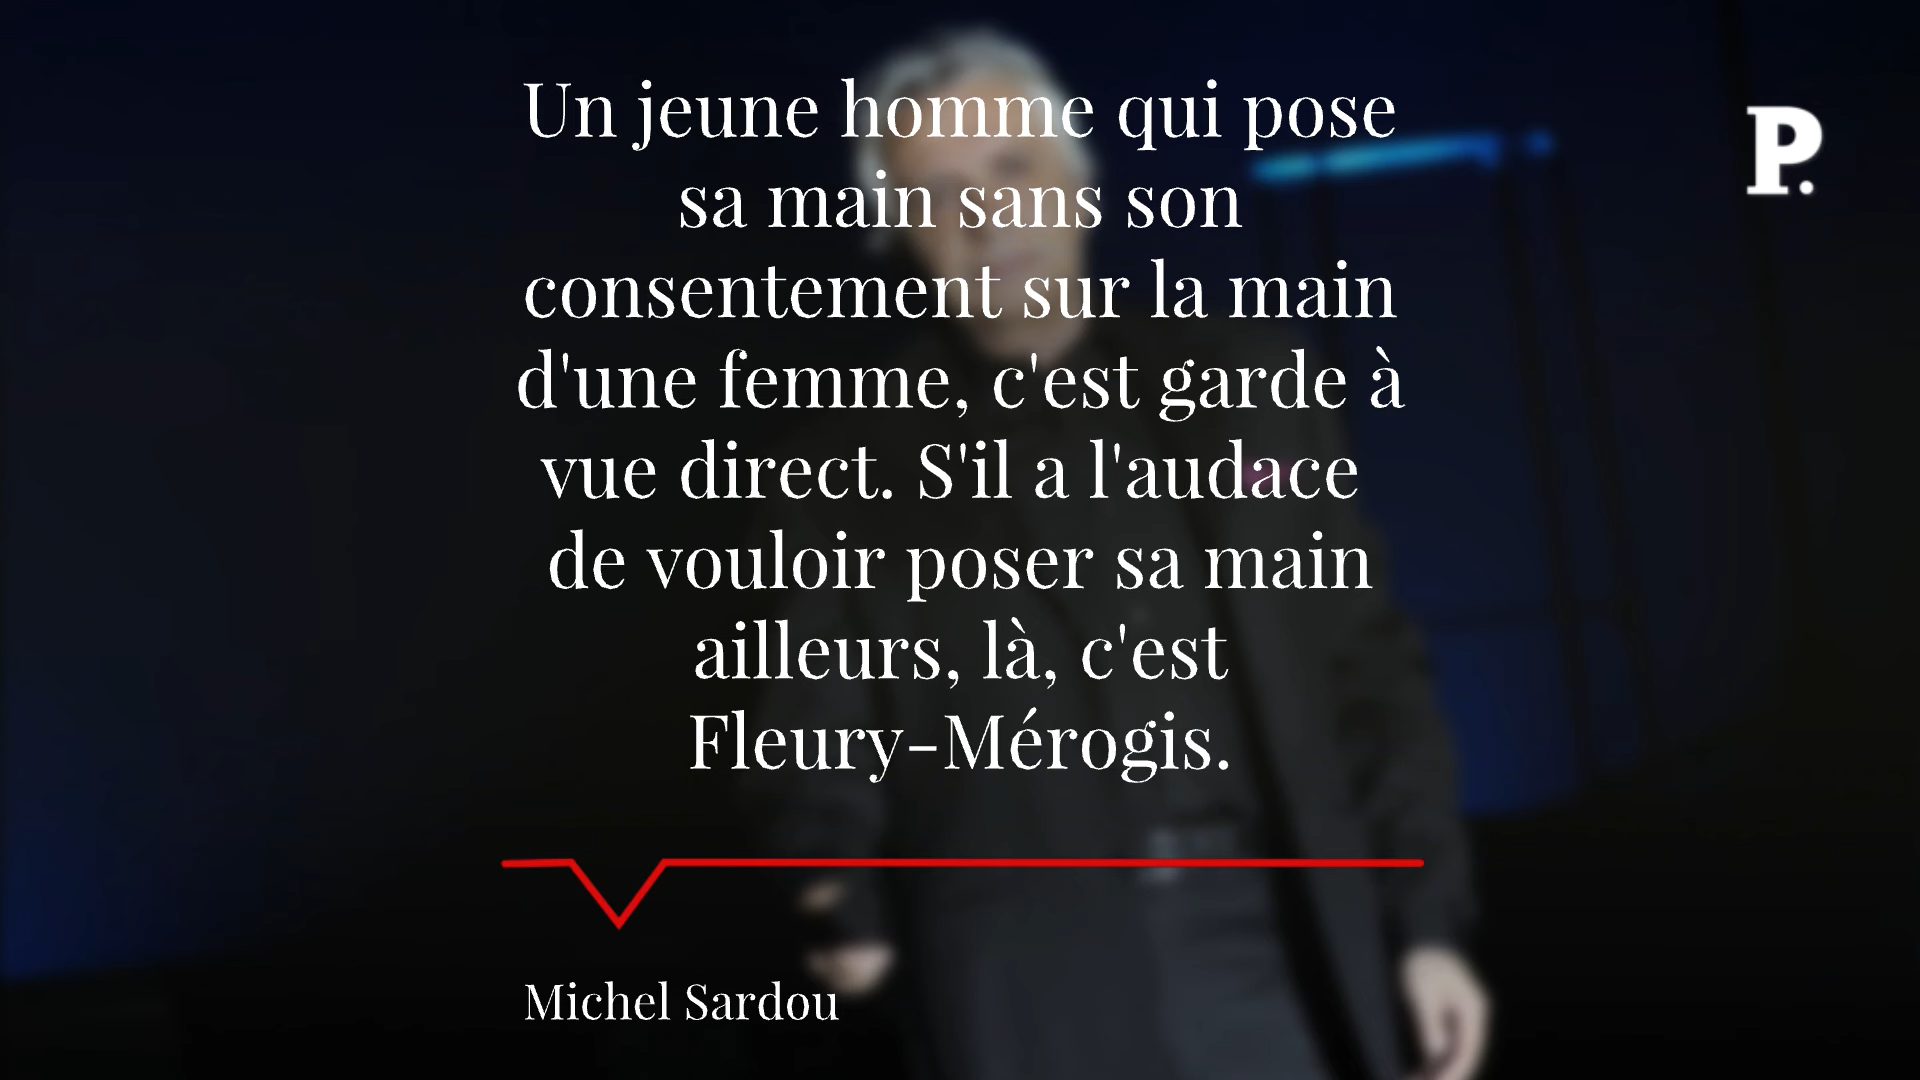 Un jeune homme qui pose
sa main sans son
consentement sur la main
d'une femme, c'est garde à
vue direct. S'il a l'audace
de vouloir poser sa main
ailleurs, là, c'est
Fleury-Mérogis.
Michel Sardou
P.